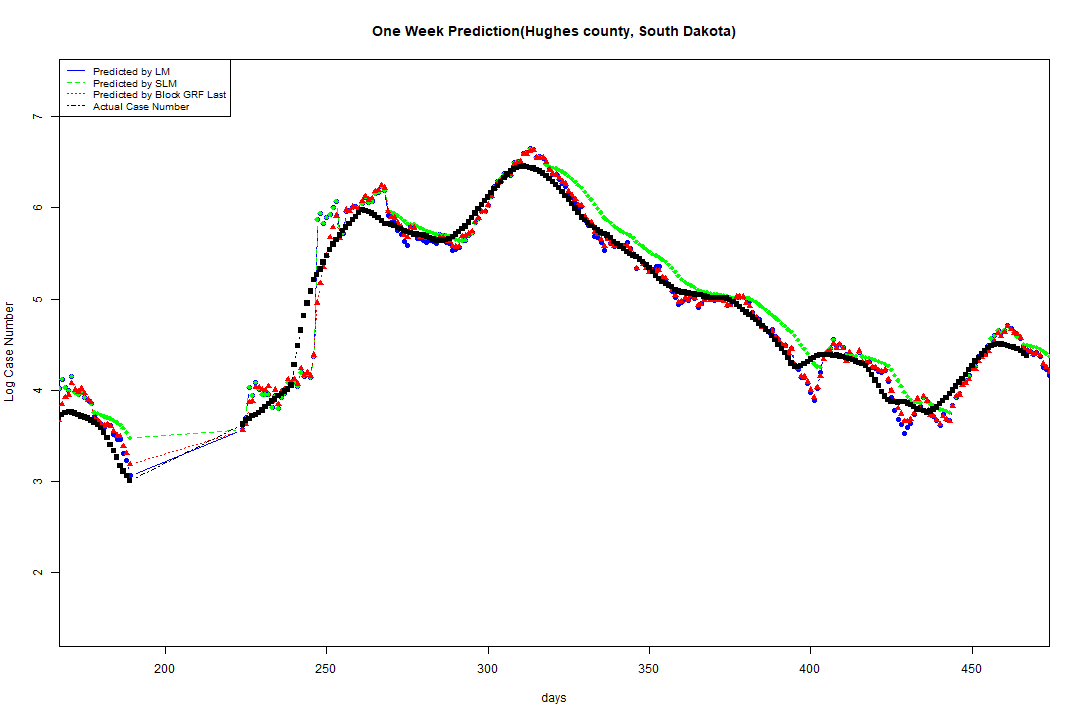 One Week Prediction(Hughes county, South Dakota)
Predicted by LM
Predicted by SLM
Predicted by Block GRF Last
Actual Case Number
7
6
5
4
3
2
Log Case Number
200 250 300 350 400 450
days